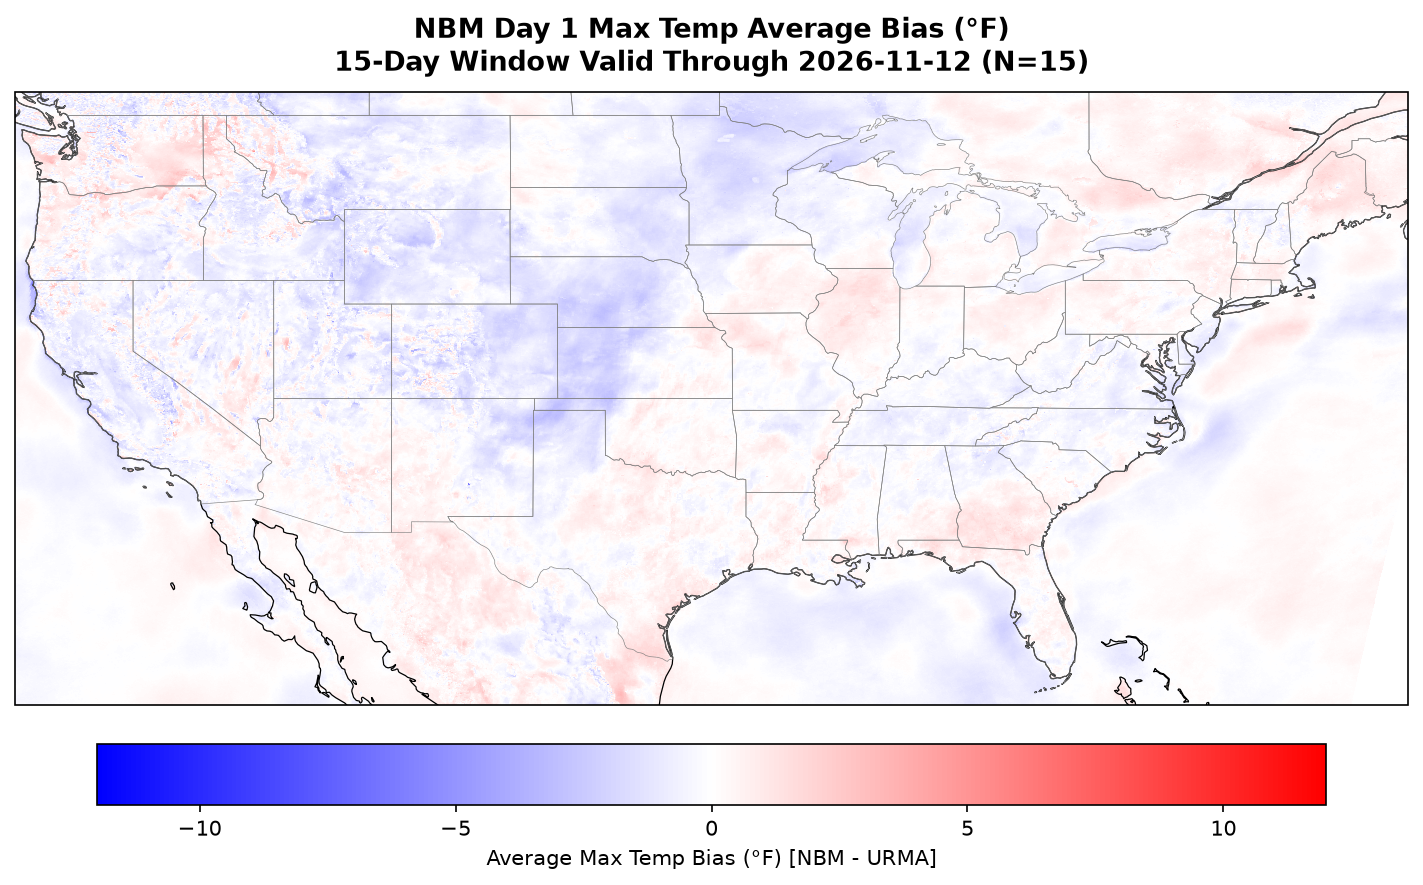 NBM Day 1 Max Temp Average Bias (°F)
15-Day Window Valid Through 2026-11-12 (N=15)
−10 −5 0 5 10
Average Max Temp Bias (°F) [NBM - URMA]